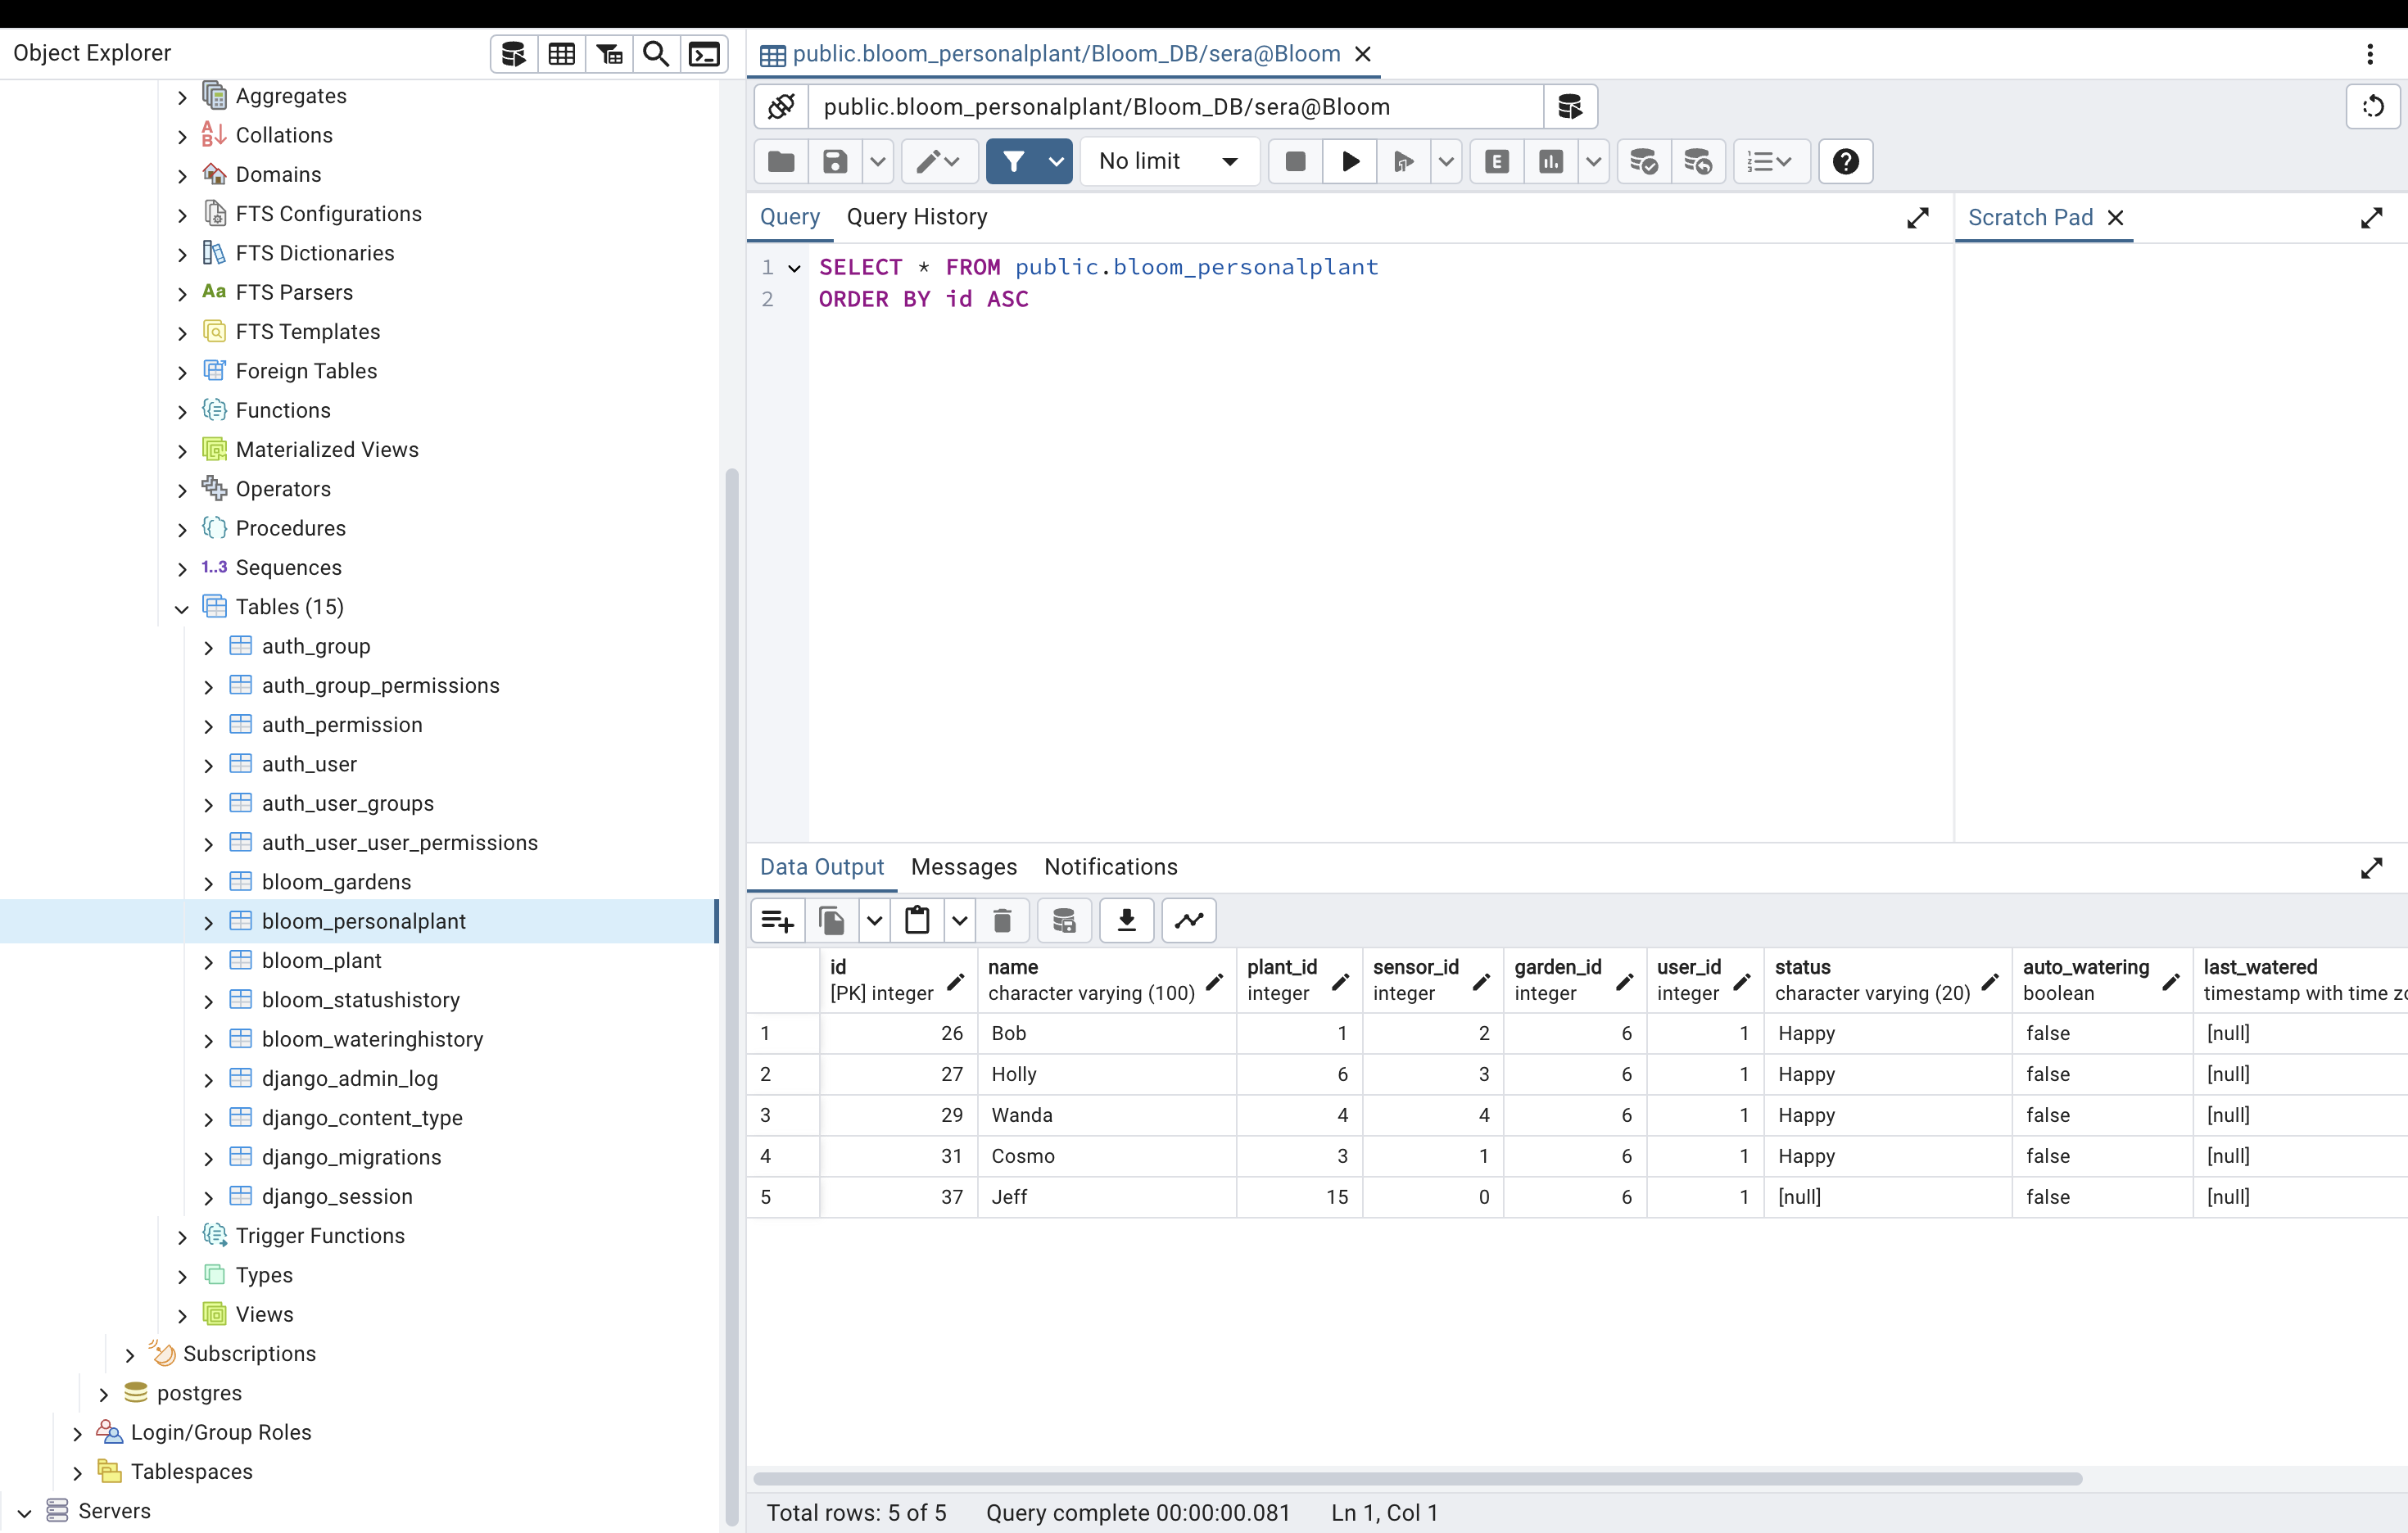 Object Explorer
Aggregates
Collations
Domains
FTS Configurations
FTS Dictionaries
Aa FTS Parsers
FTS Templates
Foreign Tables
Functions
Materialized Views
Operators
Procedures
1..3 Sequences
Tables (15)
auth_group
auth_group_permissions
auth_permission
auth_user
auth_user_groups
auth_user_user_permissions
bloom_gardens
bloom_personalplant
bloom_plant
bloom_statushistory
bloom_wateringhistory
django_admin_log
django_content_type
django_migrations
django_session
Trigger Functions
Types
Views
Subscriptions
postgres
Login/Group Roles
Tablespaces
Servers
public.bloom_personalplant/Bloom_DB/sera@Bloom
public.bloom_personalplant/Bloom_DB/sera@Bloom
No limit
E
Query Query History
Scratch Pad
1 SELECT * FROM public.bloom_personalplant
2 ORDER BY id ASC
Data Output Messages Notifications
id name plant_id sensor_id garden_id user_id status auto_watering last_watered
[PK] integer character varying (100) integer integer integer integer character varying (20) boolean timestamp with time
1 26 Bob 1 2 6 1 Happy false [null]
2 27 Holly 6 3 6 1 Happy false [null]
3 29 Wanda 4 4 6 1 Happy false [null]
4 31 Cosmo 3 1 6 1 Happy false [null]
5 37 Jeff 15 0 6 1 [null] false [null]
Total rows: 5 of 5 Query complete 00:00:00.081 Ln 1, Col 1